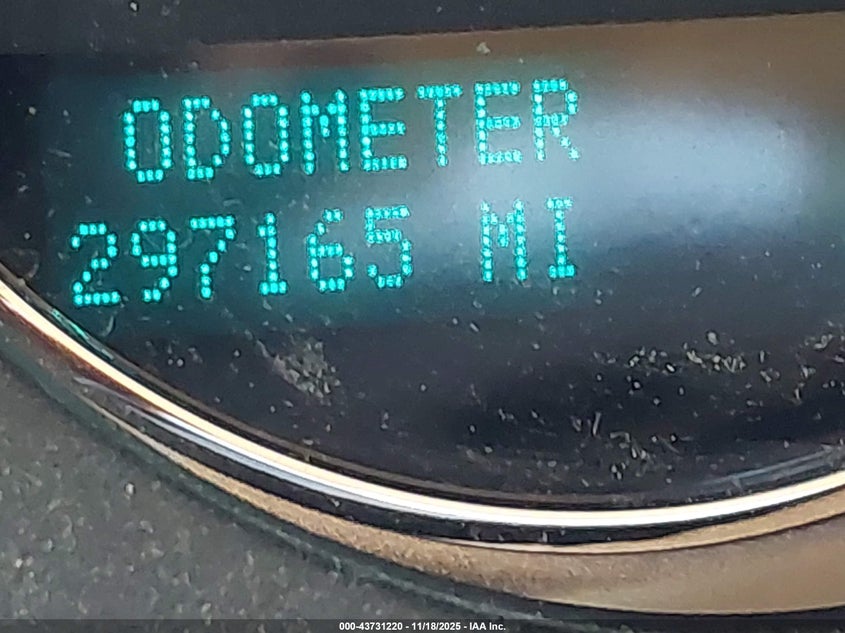 ODOMETER
297165 MI
000-43731220 - 11/18/2025 - IAA Inc.